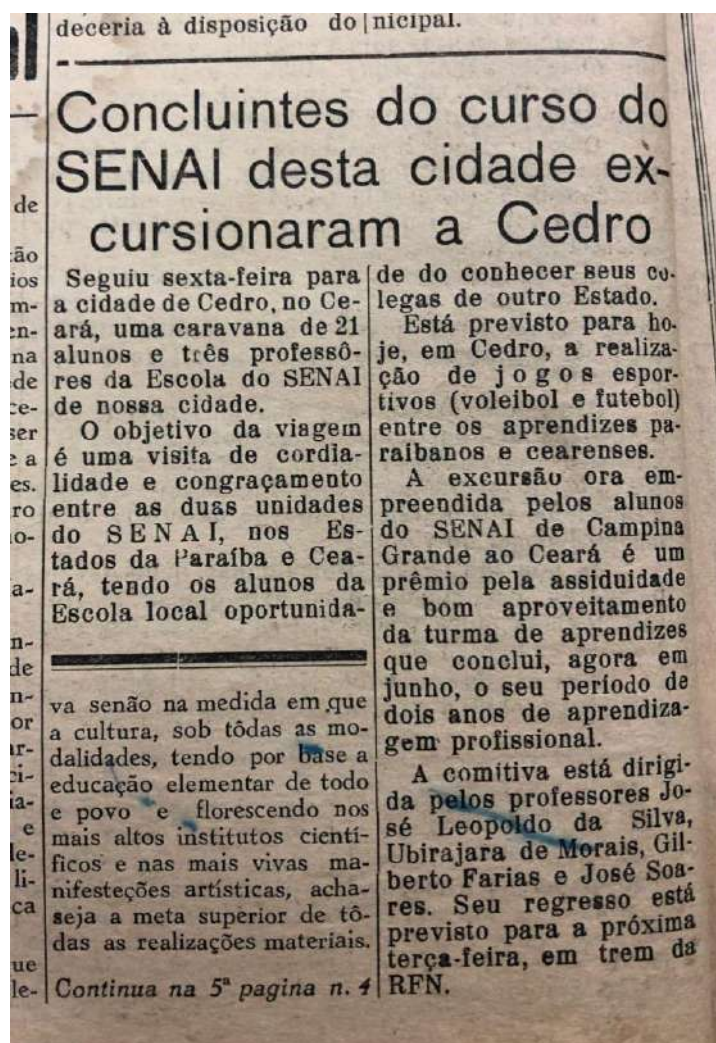 deceria à disposição do
nicipal.
Concluintes do curso do
SENAI desta cidade ex-
cursionaram a Cedro
Seguiu sexta-feira para
a cidade de Cedro, no Ce-
ará, uma caravana de 21
alunos e três professô-
res da Escola do SENAI
de nossa cidade.
O objetivo da viagem
é uma visita de cordia-
lidade e congraçamento
entre as duas unidades
do SENAI, nos Es-
tados da Paraíba e Cea-
rá, tendo os alunos da
Escola local oportunida-
de do conhecer seus co-
legas de outro Estado.
Está previsto para ho-
je, em Cedro, a realiza-
ção de jogos espor-
tivos (voleibol e futebol)
entre os aprendizes pa-
raibanos e cearenses.
A excursão ora em-
preendida pelos alunos
do SENAI de Campina
Grande ao Ceará é um
prêmio pela assiduidade
e bom aproveitamento
da turma de aprendizes
que conclui, agora em
junho, o seu período de
dois anos de aprendiza-
gem profissional.
A comitiva está dirigi-
da pelos professores Jo-
sé Leopoldo da Silva,
Ubirajara de Morais, Gil-
berto Farias e José Soa-
res. Seu regresso está
previsto para a próxima
terça-feira, em trem da
RFN.
va senão na medida em que
a cultura, sob tôdas as mo-
dalidades, tendo por base a
educação elementar de todo
e povo e florescendo nos
mais altos institutos cientí-
ficos e nas mais vivas ma-
nifesteções artísticas, acha-
seja a meta superior de tô-
das as realizações materiais.
Continua na 5ª pagina n. 4